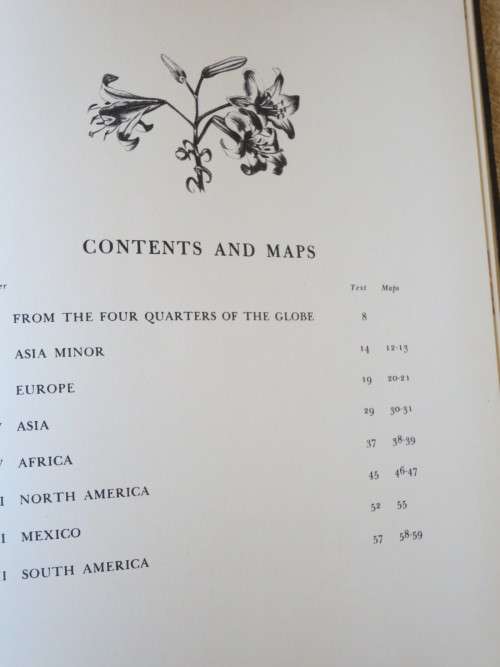 CONTENTS AND MAPS
er Text Maps
FROM THE FOUR QUARTERS OF THE GLOBE 8
ASIA MINOR 14 12-13
EUROPE 19 20-21
V ASIA 29 30-31
V AFRICA 37 38-39
I NORTH AMERICA 45 46-47
I MEXICO 52 55
I SOUTH AMERICA 57 58-59